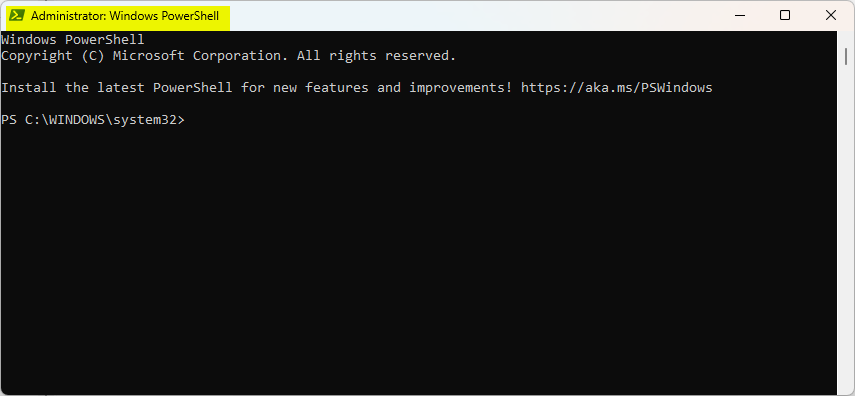 Administrator: Windows PowerShell
Windows PowerShell
Copyright (C) Microsoft Corporation. All rights reserved.
Install the latest PowerShell for new features and improvements! https://aka.ms/PSWindows
PS C:\WINDOWS\system32>